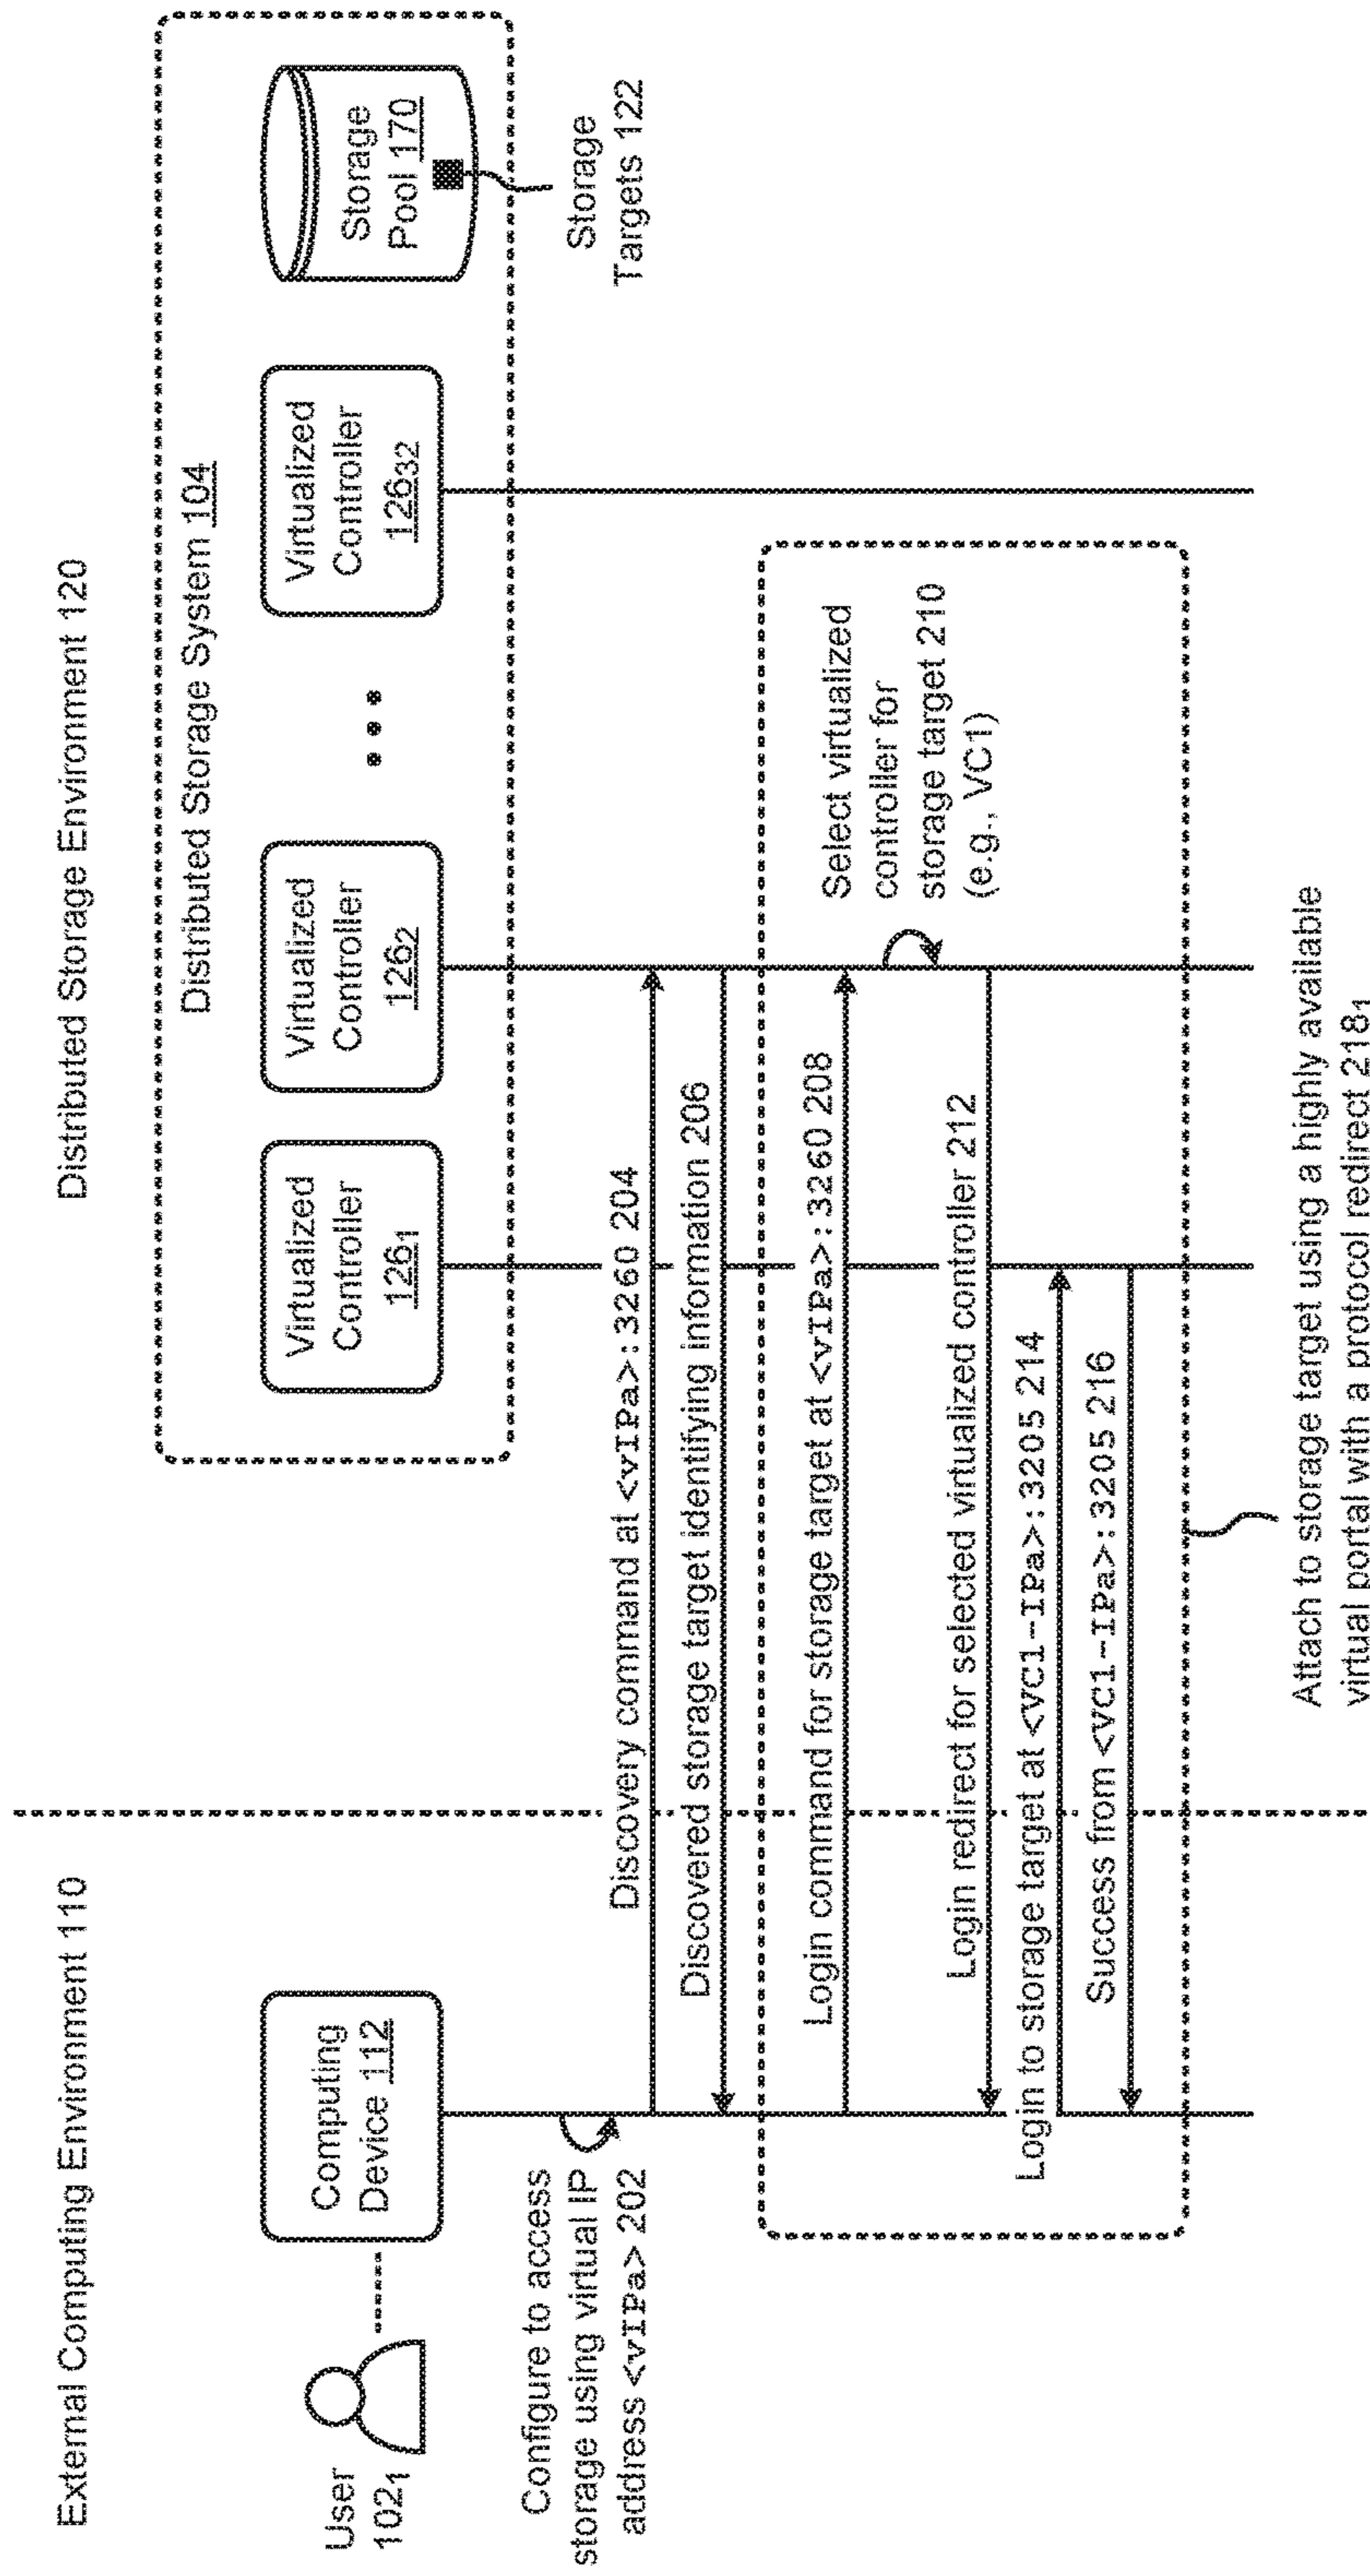 External Computing Environment 110
Distributed Storage Environment 120
Distributed Storage System 104
User
102₁
Computing
Device 112
Virtualized
Controller
126₁
Virtualized
Controller
126₂
Virtualized
Controller
126₃₂
Storage
Pool 170
Storage
Targets 122
Configure to access
storage using virtual IP
address <vIPa> 202
Discovery command at <vIPa>:3260 204
Discovered storage target identifying information 206
Login command for storage target at <vIPa>:3260 208
Select virtualized
controller for
storage target 210
(e.g., VC1)
Login redirect for selected virtualized controller 212
Login to storage target at <VC1-IPa>:3205 214
Success from <VC1-IPa>:3205 216
Attach to storage target using a highly available
virtual portal with a protocol redirect 218₁